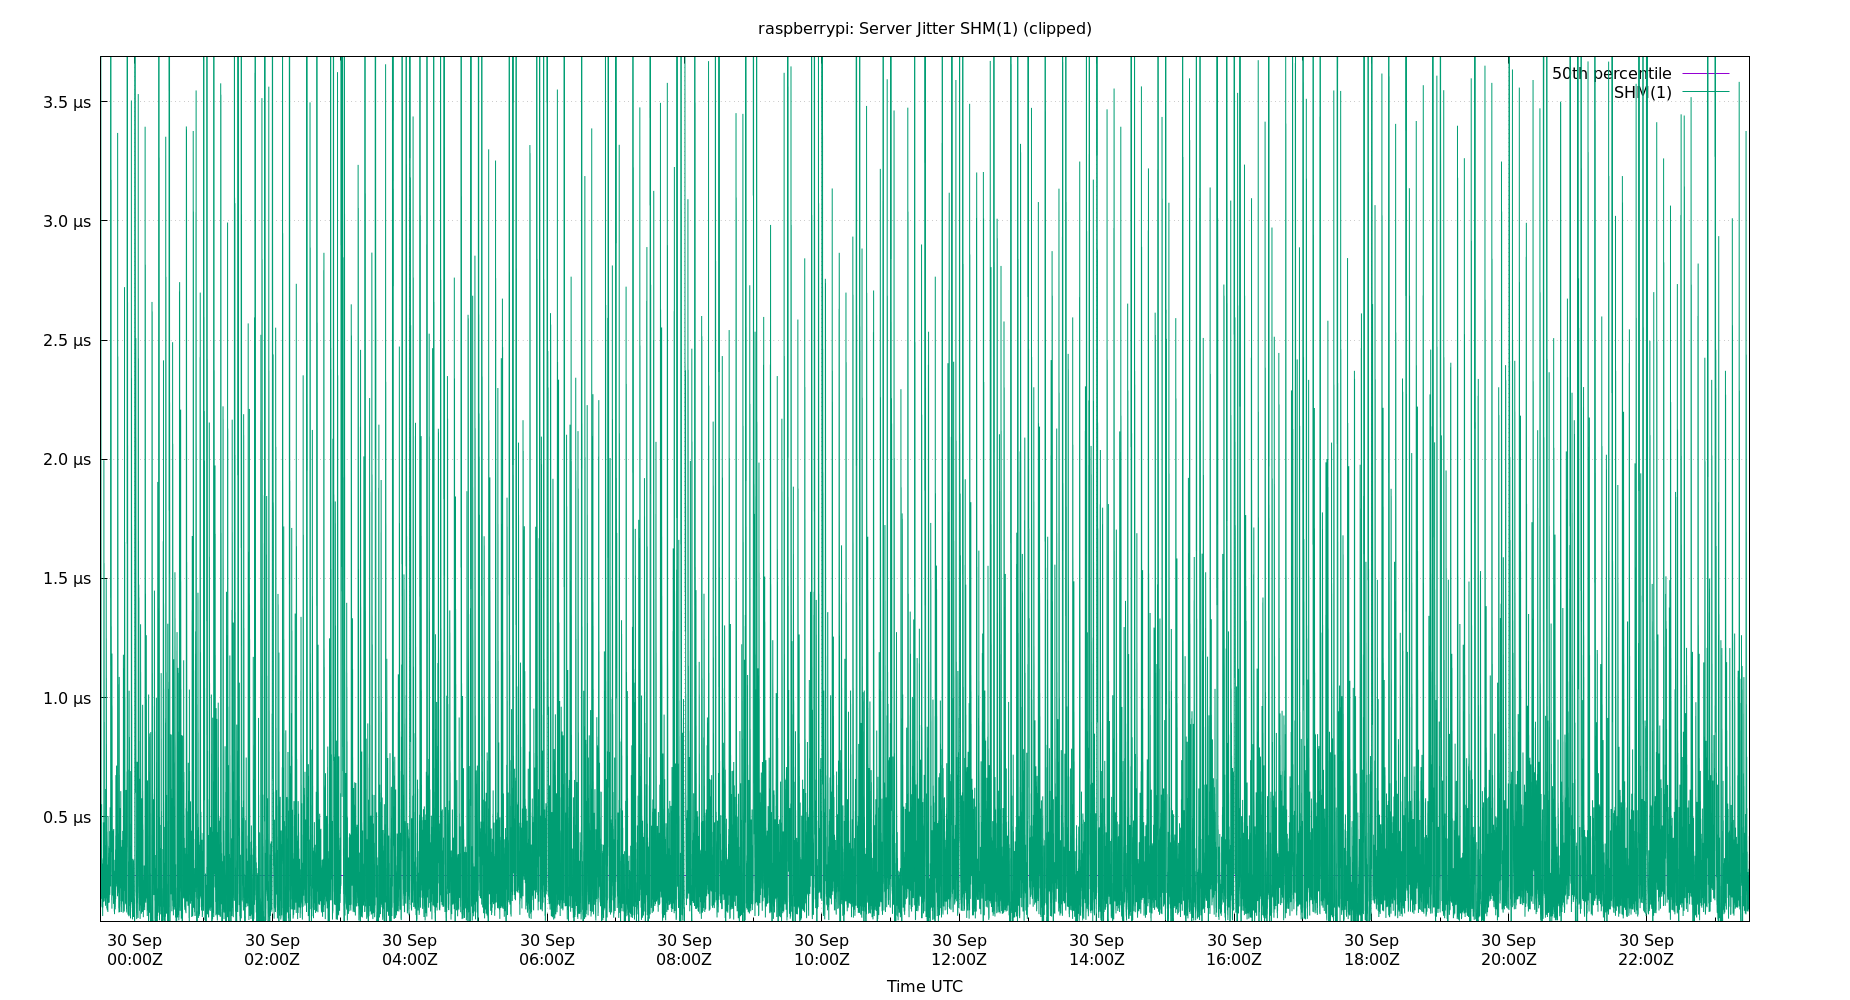 raspberrypi: Server Jitter SHM(1) (clipped)
50th percentile
SHM(1)
3.5 µs
3.0 µs
2.5 µs
2.0 µs
1.5 µs
1.0 µs
0.5 µs
30 Sep 30 Sep 30 Sep 30 Sep 30 Sep 30 Sep 30 Sep 30 Sep 30 Sep 30 Sep 30 Sep 30 Sep
00:00Z 02:00Z 04:00Z 06:00Z 08:00Z 10:00Z 12:00Z 14:00Z 16:00Z 18:00Z 20:00Z 22:00Z
Time UTC